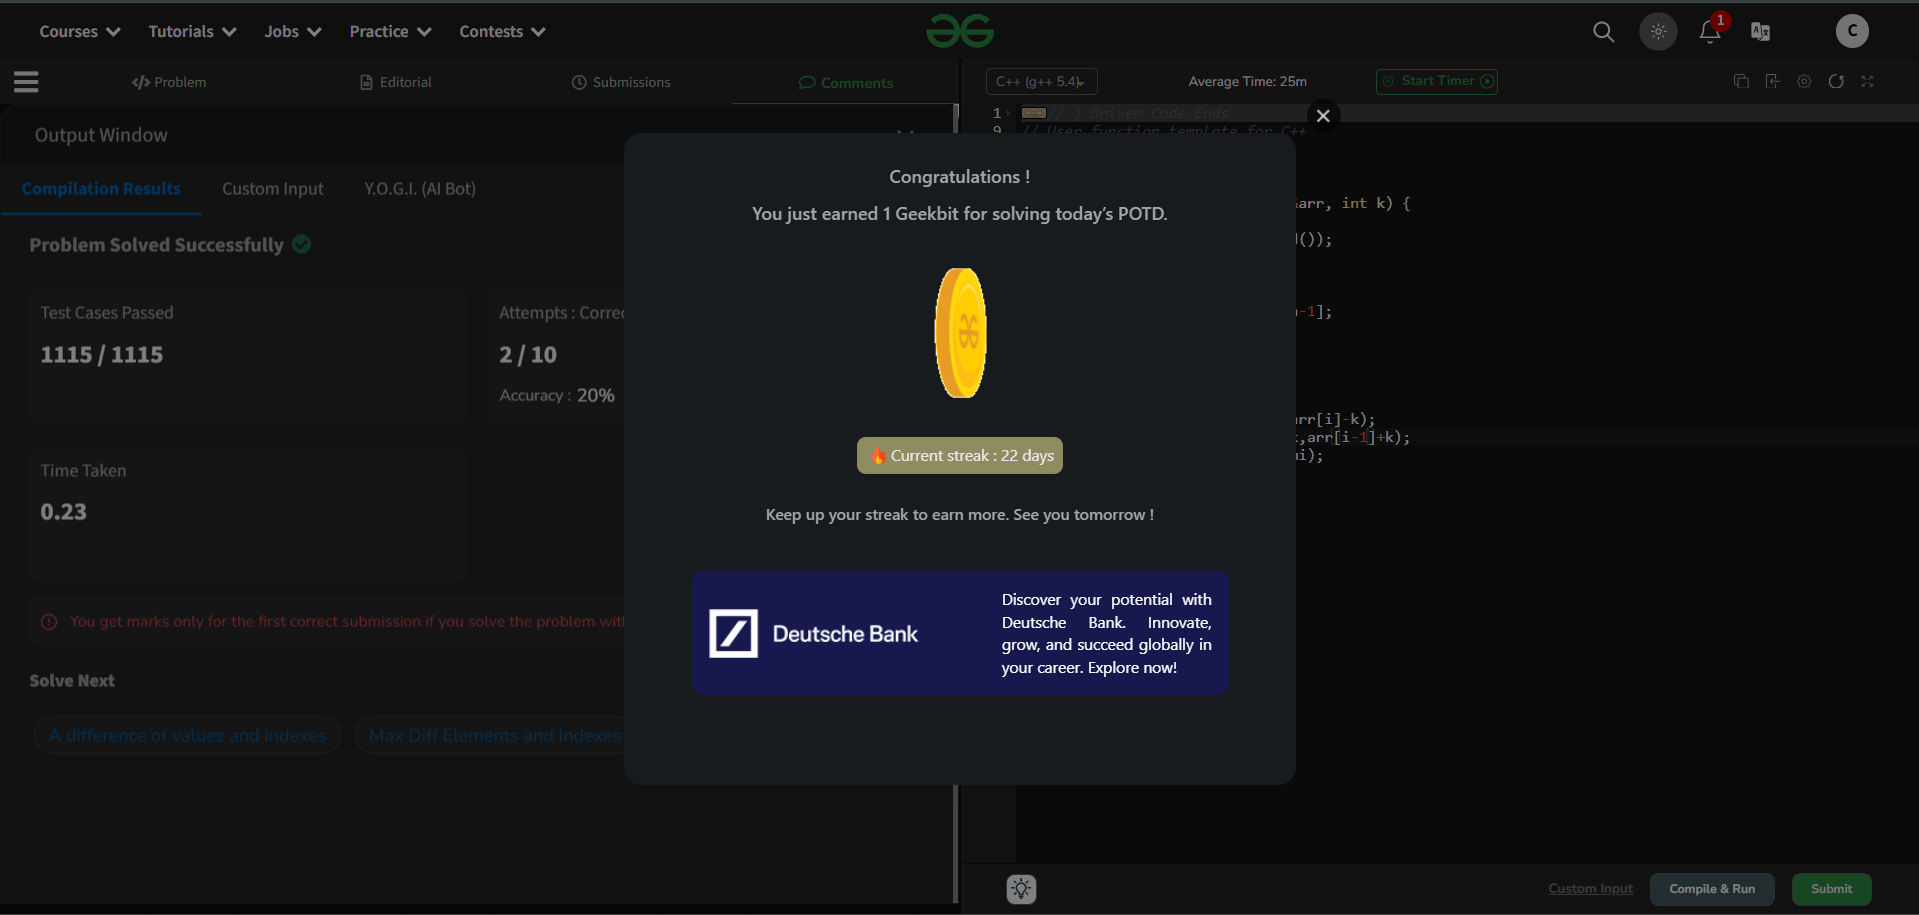 Courses Tutorials Jobs Practice Contests
1
C
Problem Editorial Submissions Comments
C++ (g++ 5.4) Average Time: 25m Start Timer
Output Window
Compilation Results Custom Input Y.O.G.I. (AI Bot)
Problem Solved Successfully
Test Cases Passed
1115 / 1115
Attempts : Correc
2 / 10
Accuracy : 20%
Time Taken
0.23
You get marks only for the first correct submission if you solve the problem wit
Solve Next
A difference of values and indexes Max Diff Elements and Indexes
Congratulations !
You just earned 1 Geekbit for solving today's POTD.
Current streak : 22 days
Keep up your streak to earn more. See you tomorrow !
Deutsche Bank
Discover your potential with
Deutsche Bank. Innovate,
grow, and succeed globally in
your career. Explore now!
1 // } Driver Code Ends
9 // User function template for C++
arr, int k) {
());
-1];
rr[i]-k);
,arr[i-1]+k);
i);
Custom Input Compile & Run Submit